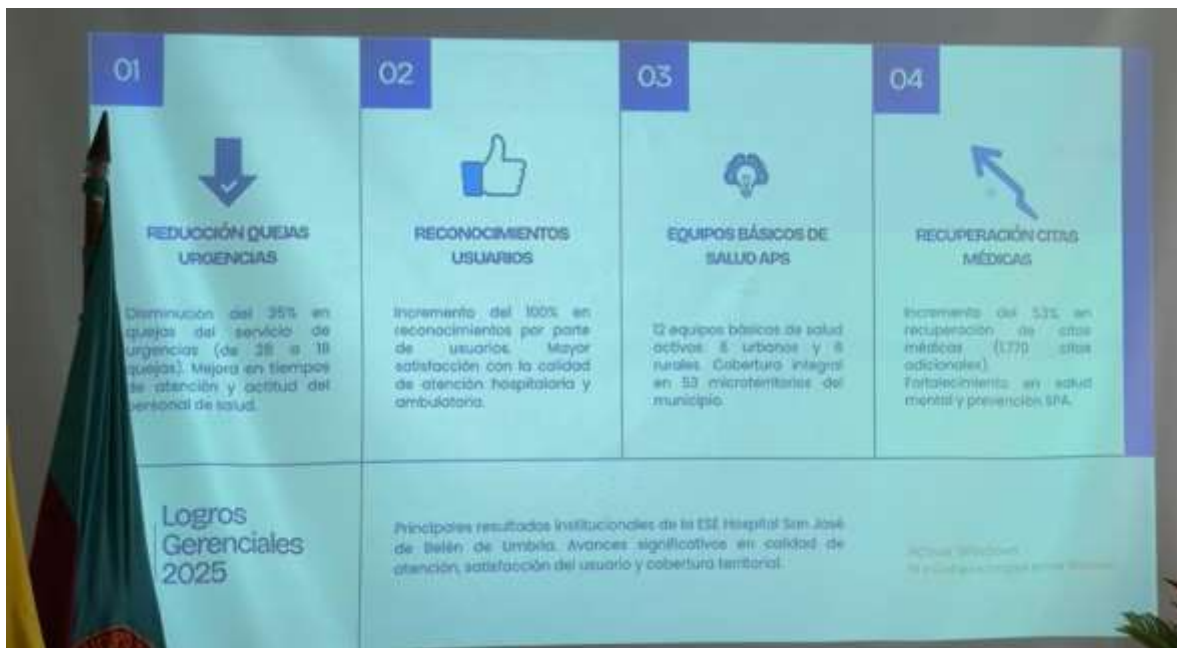 01
REDUCCIÓN QUEJAS
URGENCIAS
Disminución del 35% en
quejas del servicio de
urgencias (de 28 a 18
quejas). Mejora en tiempos
de atención y actitud del
personal de salud.
02
RECONOCIMIENTOS
USUARIOS
Incremento del 100% en
reconocimientos por parte
de usuarios. Mayor
satisfacción con la calidad
de atención hospitalaria y
ambulatoria.
03
EQUIPOS BÁSICOS DE
SALUD APS
12 equipos básicos de salud
activos: 6 urbanos y 6
rurales. Cobertura integral
en 53 microterritorios del
municipio.
04
RECUPERACIÓN CITAS
MÉDICAS
Incremento del 53% en
recuperación de citas
médicas (1.770 citas
adicionales).
Fortalecimiento en salud
mental y prevención SPA.
Logros
Gerenciales
2025
Principales resultados institucionales de la ESE Hospital San José
de Belén de Umbría. Avances significativos en calidad de
atención, satisfacción del usuario y cobertura territorial.
Activar Windows